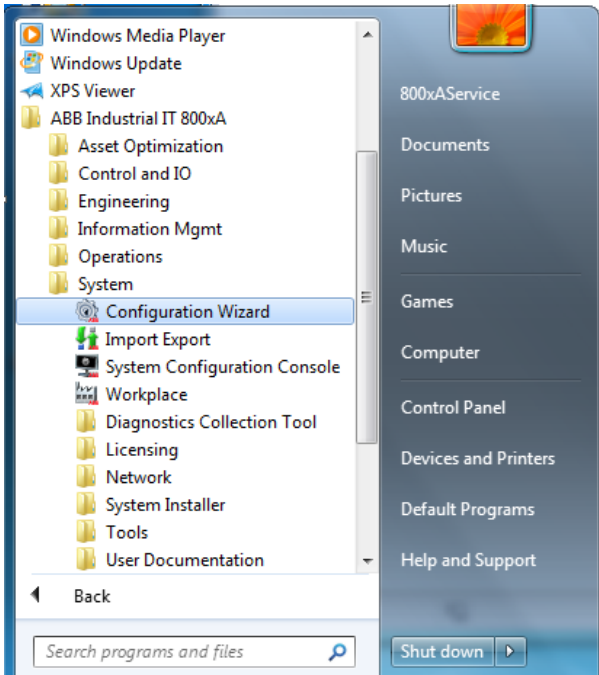 Windows Media Player
Windows Update
XPS Viewer
ABB Industrial IT 800xA
Asset Optimization
Control and IO
Engineering
Information Mgmt
Operations
System
Configuration Wizard
Import Export
System Configuration Console
Workplace
Diagnostics Collection Tool
Licensing
Network
System Installer
Tools
User Documentation
Back
Search programs and files
800xAService
Documents
Pictures
Music
Games
Computer
Control Panel
Devices and Printers
Default Programs
Help and Support
Shut down